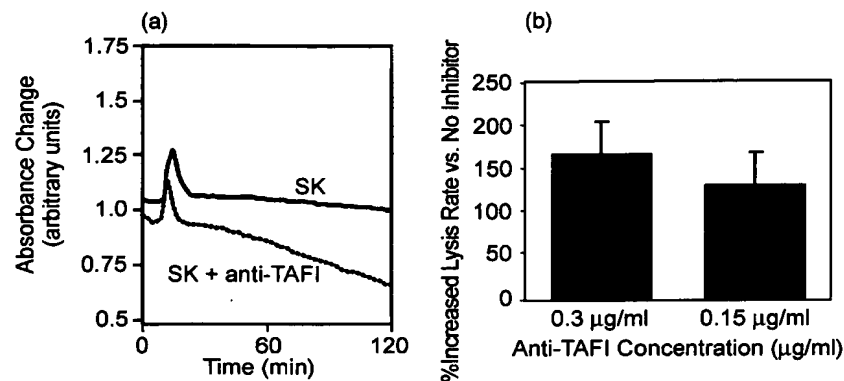 (a)
Absorbance Change
(arbitrary units)
1.75
1.5
1.25
1.0
0.75
0.5
SK
SK + anti-TAFI
0
60
120
Time (min)
(b)
%Increased Lysis Rate vs. No Inhibitor
250
200
150
100
50
0
0.3 µg/ml
0.15 µg/ml
Anti-TAFI Concentration (µg/ml)